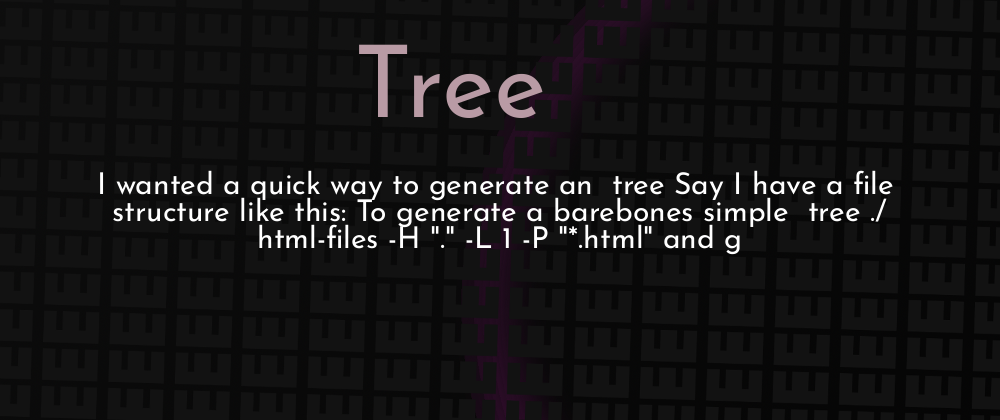 Tree
I wanted a quick way to generate an  tree Say I have a file
structure like this: To generate a barebones simple  tree ./
html-files -H "." -L 1 -P "*.html" and g